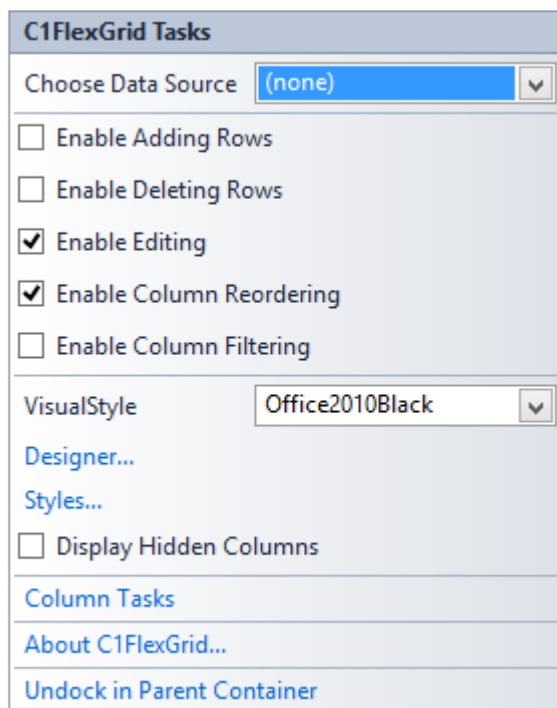 C1FlexGrid Tasks
Choose Data Source (none)
Enable Adding Rows
Enable Deleting Rows
Enable Editing
Enable Column Reordering
Enable Column Filtering
VisualStyle Office2010Black
Designer...
Styles...
Display Hidden Columns
Column Tasks
About C1FlexGrid...
Undock in Parent Container